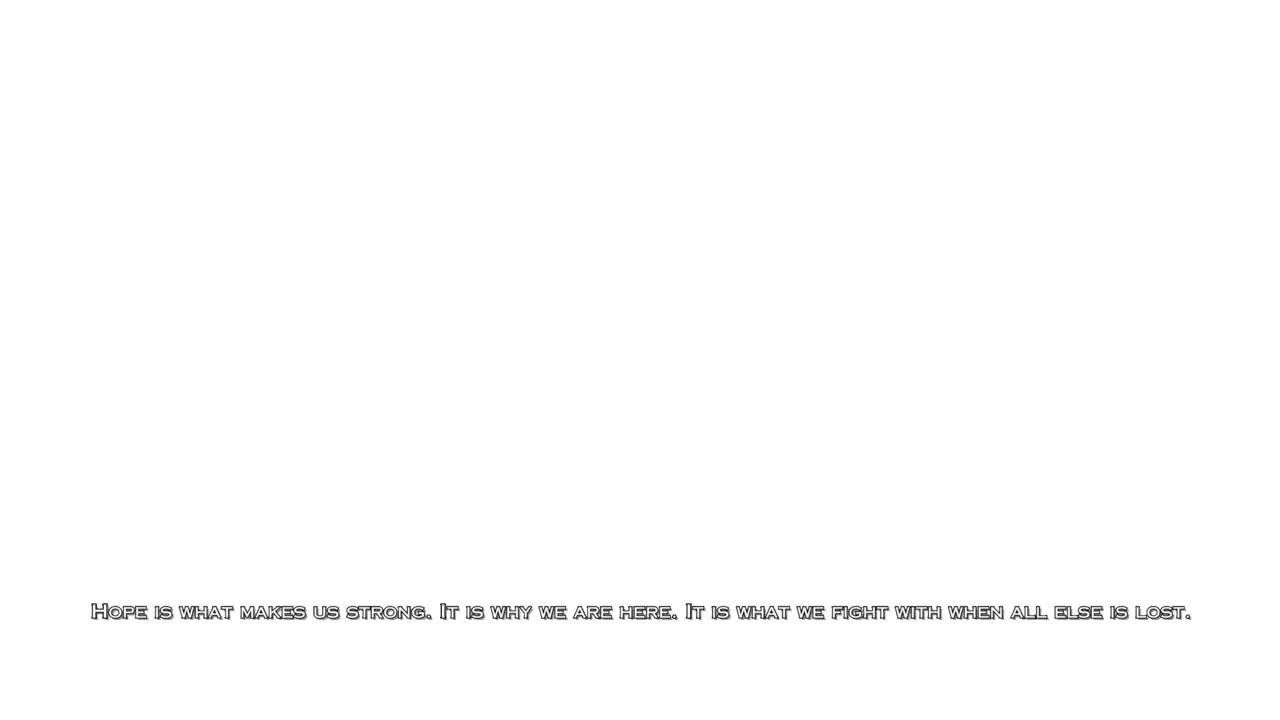 Hope is what makes us strong. It is why we are here. It is what we fight with when all else is lost.